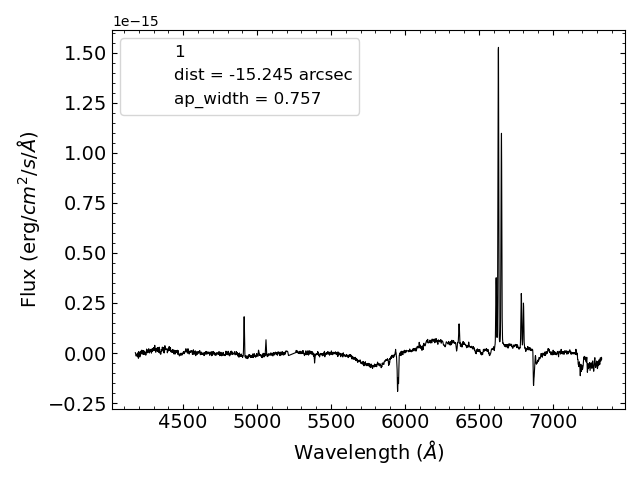 1e−15
1
dist = -15.245 arcsec
ap_width = 0.757
1.50
1.25
1.00
0.75
0.50
0.25
0.00
−0.25
Flux (erg/cm²/s/Å)
4500 5000 5500 6000 6500 7000
Wavelength (Å)